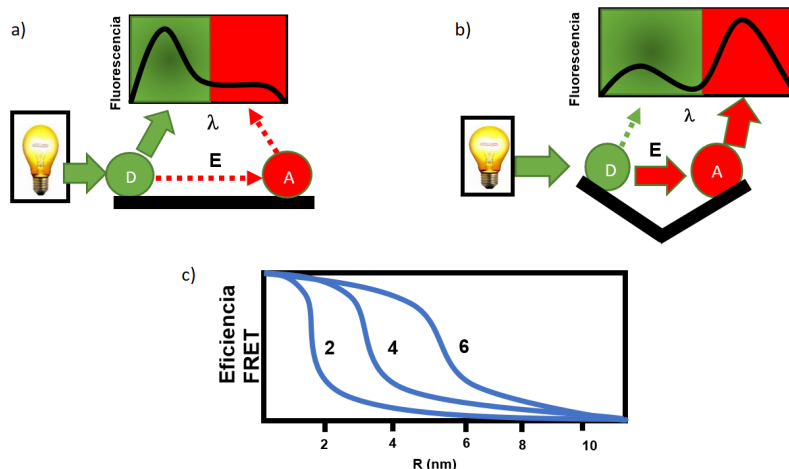 a)
Fluorescencia
λ
D
E
A
b)
Fluorescencia
λ
D
E
A
c)
Eficiencia
FRET
2 4 6
2 4 6 8 10
R (nm)